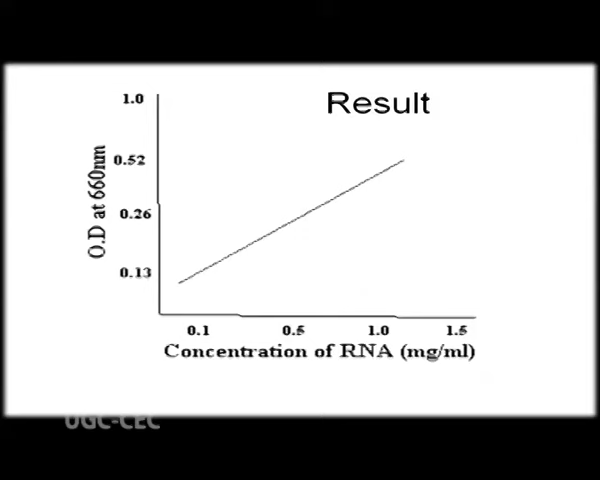 Result
1.0
0.52
0.26
0.13
O.D at 660nm
0.1 0.5 1.0 1.5
Concentration of RNA (mg/ml)
UGC-CEC